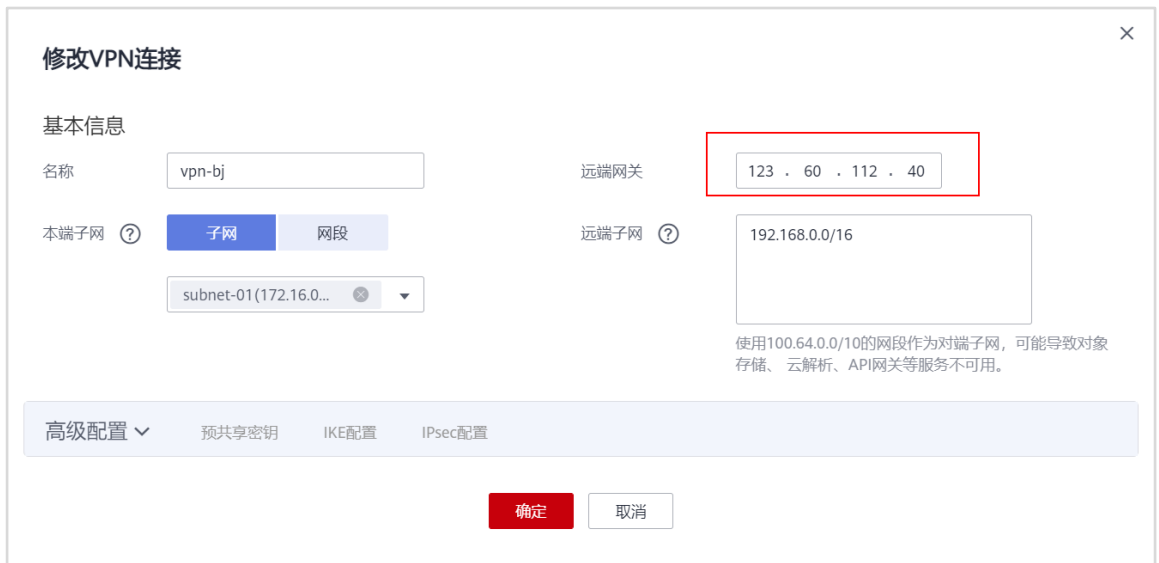 修改VPN连接
基本信息
名称
vpn-bj
远端网关
123 . 60 . 112 . 40
本端子网
子网
网段
远端子网
192.168.0.0/16
subnet-01(172.16.0...
使用100.64.0.0/10的网段作为对端子网，可能导致对象
存储、 云解析、API网关等服务不可用。
高级配置
预共享密钥
IKE配置
IPsec配置
确定
取消